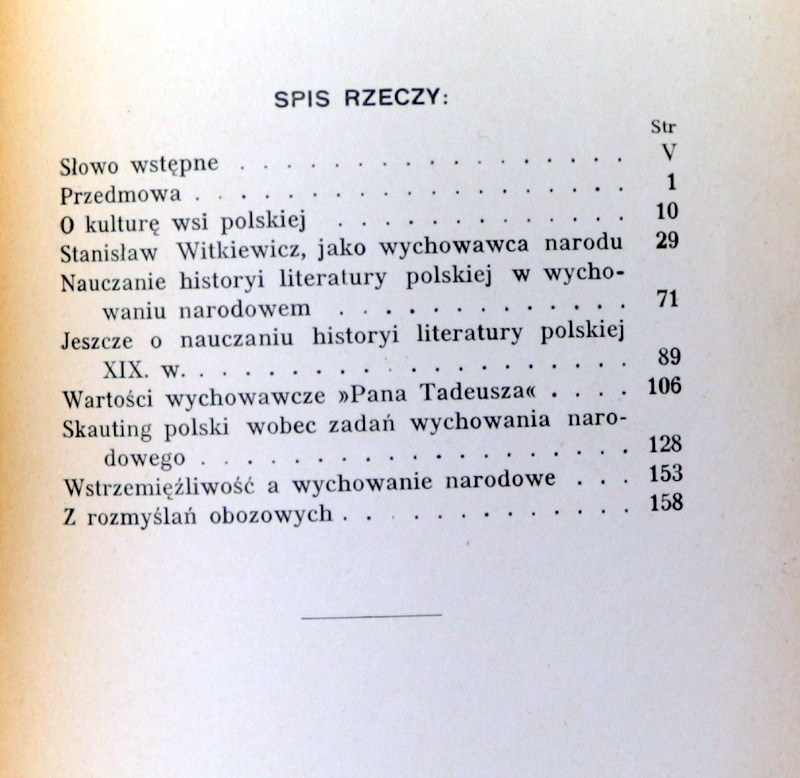 SPIS RZECZY:
Str
Słowo wstępne . . . . . . . . . . . . . . . . . V
Przedmowa . . . . . . . . . . . . . . . . . . . 1
O kulturę wsi polskiej . . . . . . . . . . . . . 10
Stanisław Witkiewicz, jako wychowawca narodu 29
Nauczanie historyi literatury polskiej w wycho-
waniu narodowem . . . . . . . . . . . . . 71
Jeszcze o nauczaniu historyi literatury polskiej
XIX. w. . . . . . . . . . . . . . . . . . . . 89
Wartości wychowawcze »Pana Tadeusza« . . . . 106
Skauting polski wobec zadań wychowania naro-
dowego . . . . . . . . . . . . . . . . . . . 128
Wstrzemięźliwość a wychowanie narodowe . . . 153
Z rozmyślań obozowych . . . . . . . . . . . . . 158